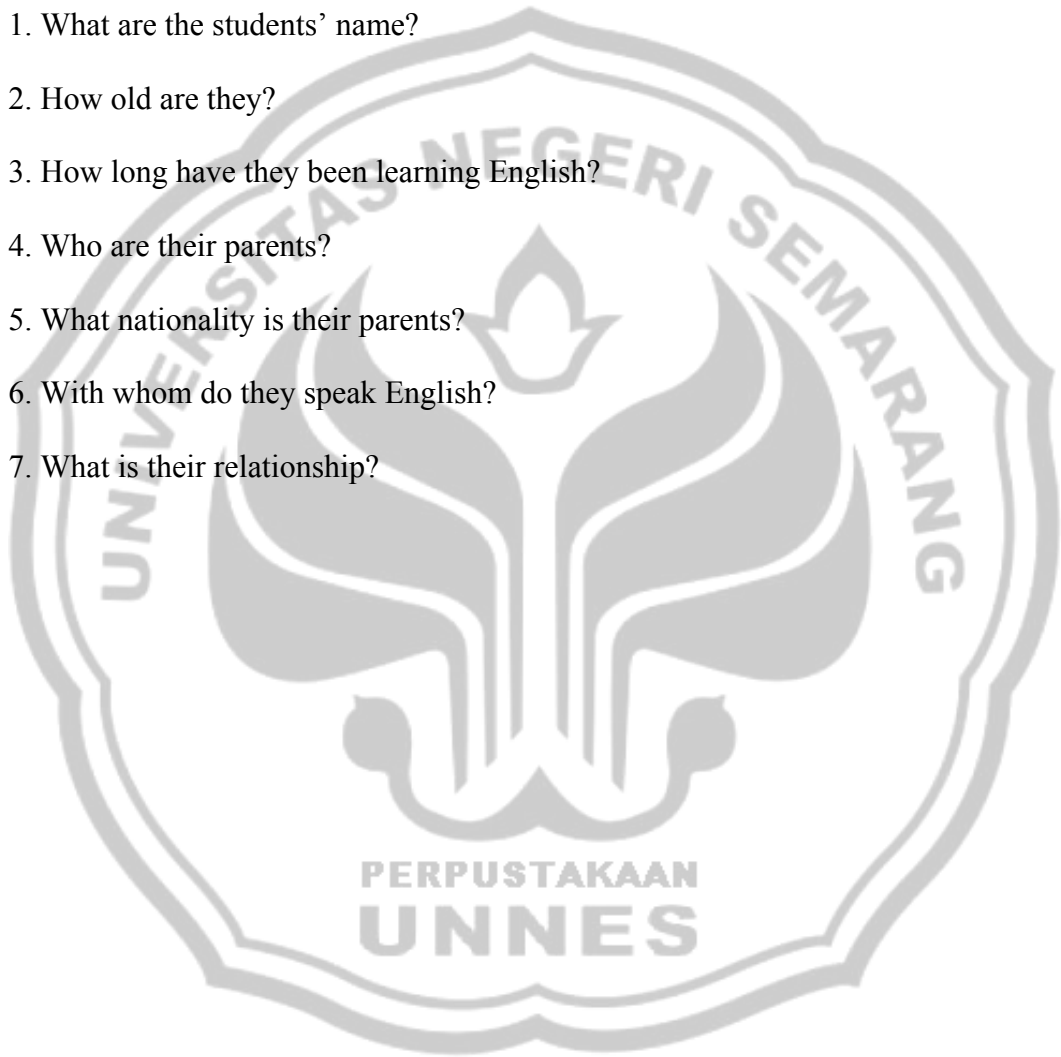 1. What are the students’ name?
2. How old are they?
3. How long have they been learning English?
4. Who are their parents?
5. What nationality is their parents?
6. With whom do they speak English?
7. What is their relationship?
UNIVERSITAS NEGERI SEMARANG
PERPUSTAKAAN
UNNES